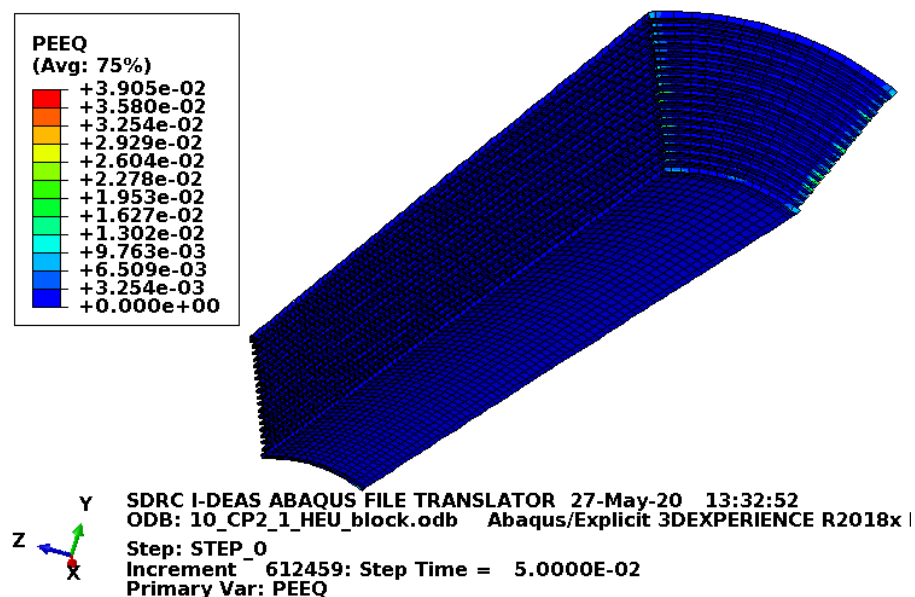 PEEQ
(Avg: 75%)
+3.905e-02
+3.580e-02
+3.254e-02
+2.929e-02
+2.604e-02
+2.278e-02
+1.953e-02
+1.627e-02
+1.302e-02
+9.763e-03
+6.509e-03
+3.254e-03
+0.000e+00
Y
Z
X
SDRC I-DEAS ABAQUS FILE TRANSLATOR 27-May-20 13:32:52
ODB: 10_CP2_1_HEU_block.odb Abaqus/Explicit 3DEXPERIENCE R2018x
Step: STEP_0
Increment 612459: Step Time = 5.0000E-02
Primary Var: PEEQ